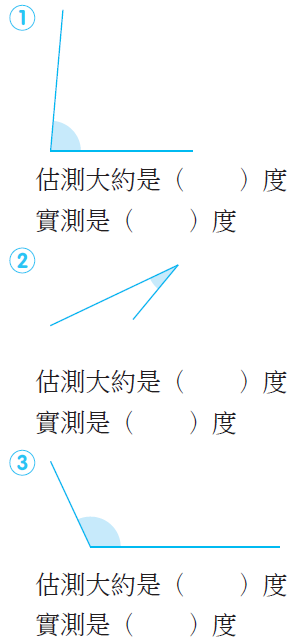 ①
估測大約是（　　）度
實測是（　　）度
②
估測大約是（　　）度
實測是（　　）度
③
估測大約是（　　）度
實測是（　　）度